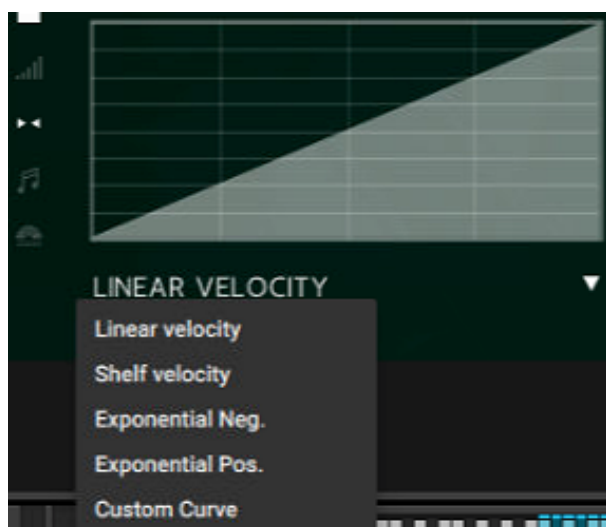 LINEAR VELOCITY
Linear velocity
Shelf velocity
Exponential Neg.
Exponential Pos.
Custom Curve